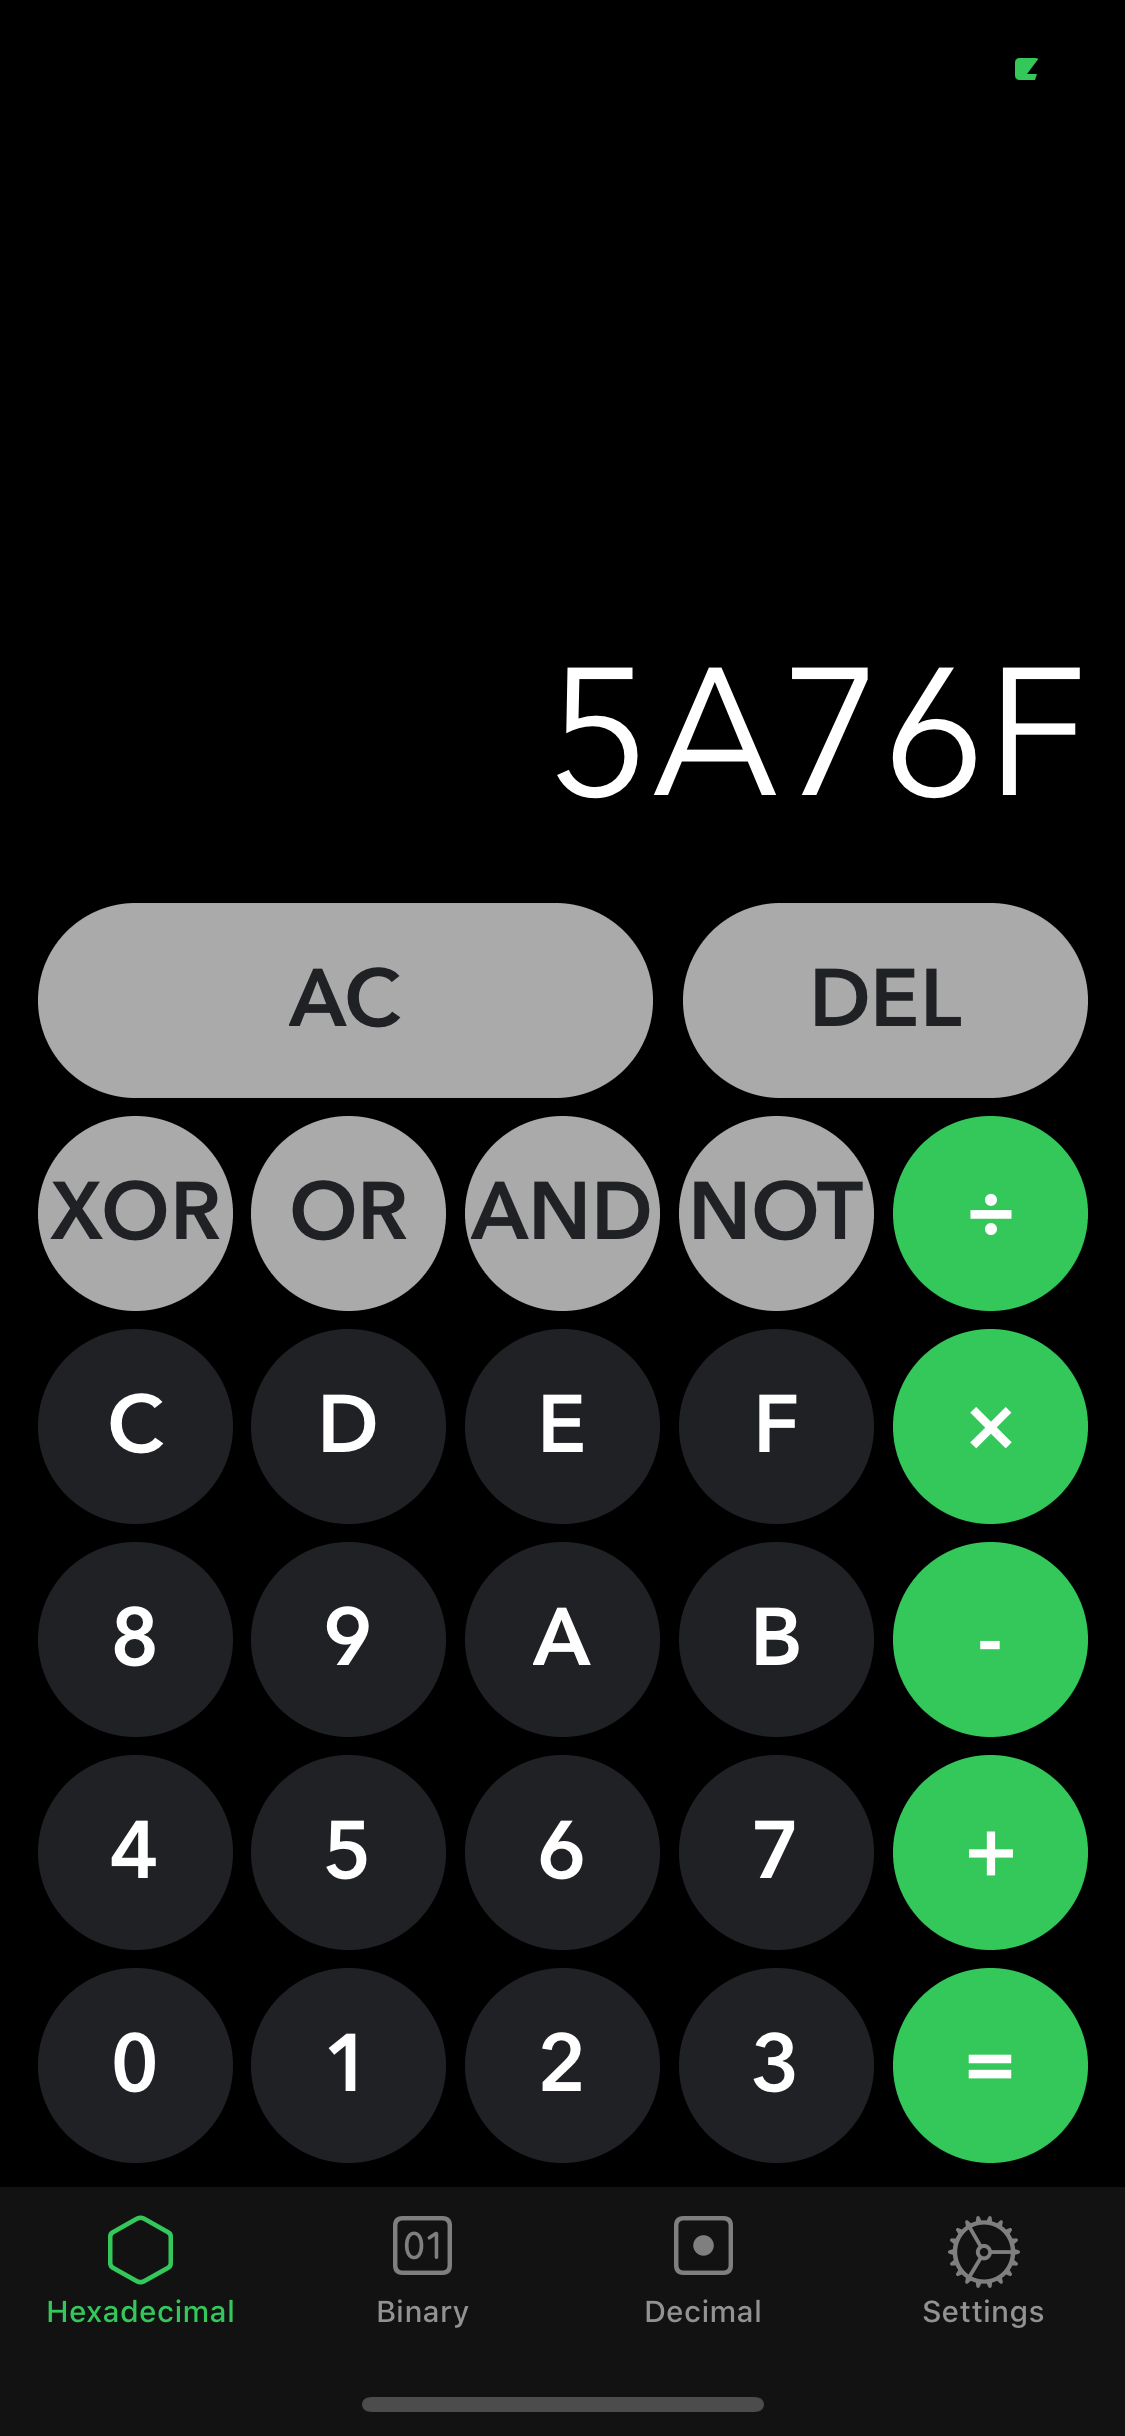 5A76F
AC DEL
XOR OR AND NOT ÷
C D E F ×
8 9 A B -
4 5 6 7 +
0 1 2 3 =
01
Hexadecimal Binary Decimal Settings